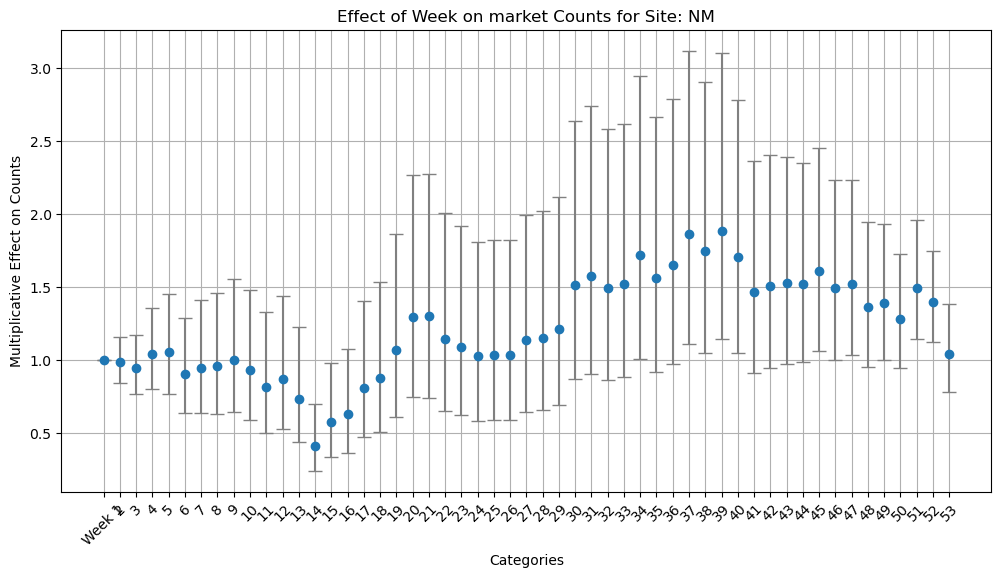 Effect of Week on market Counts for Site: NM
Multiplicative Effect on Counts
3.0
2.5
2.0
1.5
1.0
0.5
Week 1 2 3 4 5 6 7 8 9 10 11 12 13 14 15 16 17 18 19 20 21 22 23 24 25 26 27 28 29 30 31 32 33 34 35 36 37 38 39 40 41 42 43 44 45 46 47 48 49 50 51 52 53
Categories